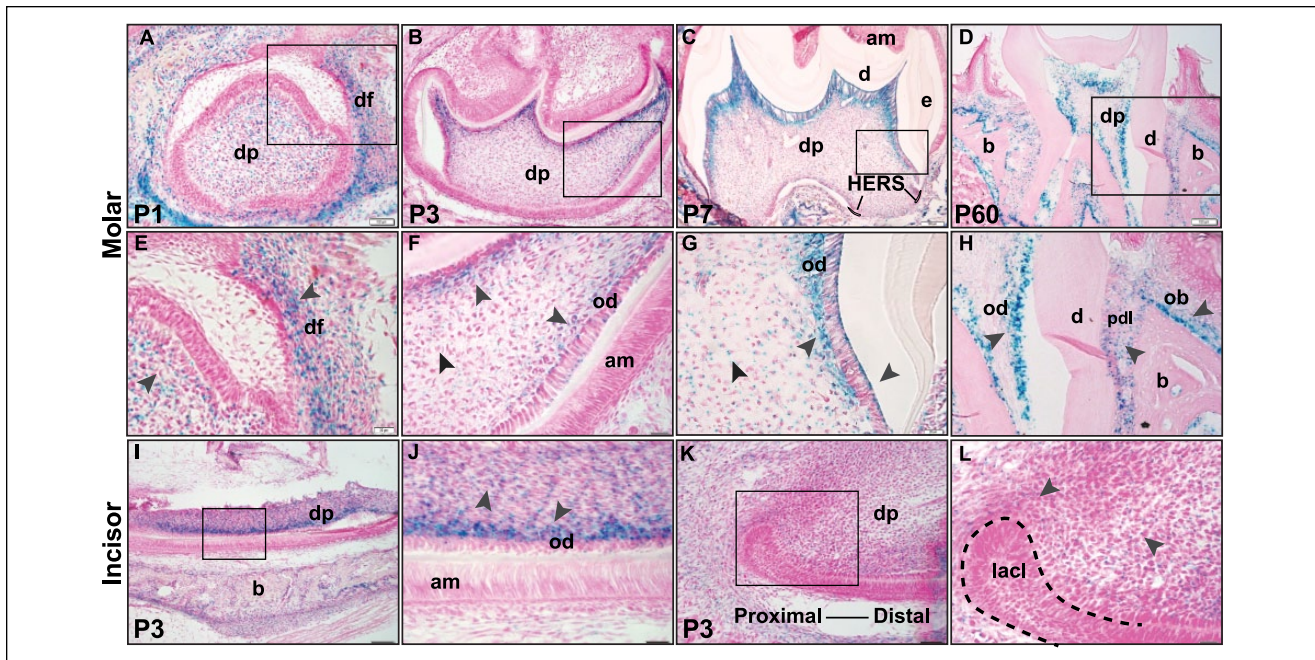 Molar
A
df
dp
P1
B
dp
P3
C
am
d
e
dp
HERS
P7
D
dp
b
d
b
P60
E
df
F
od
am
G
od
H
od
d
pdl
ob
b
Incisor
I
dp
b
P3
J
od
am
K
dp
Proximal Distal
P3
L
lacl